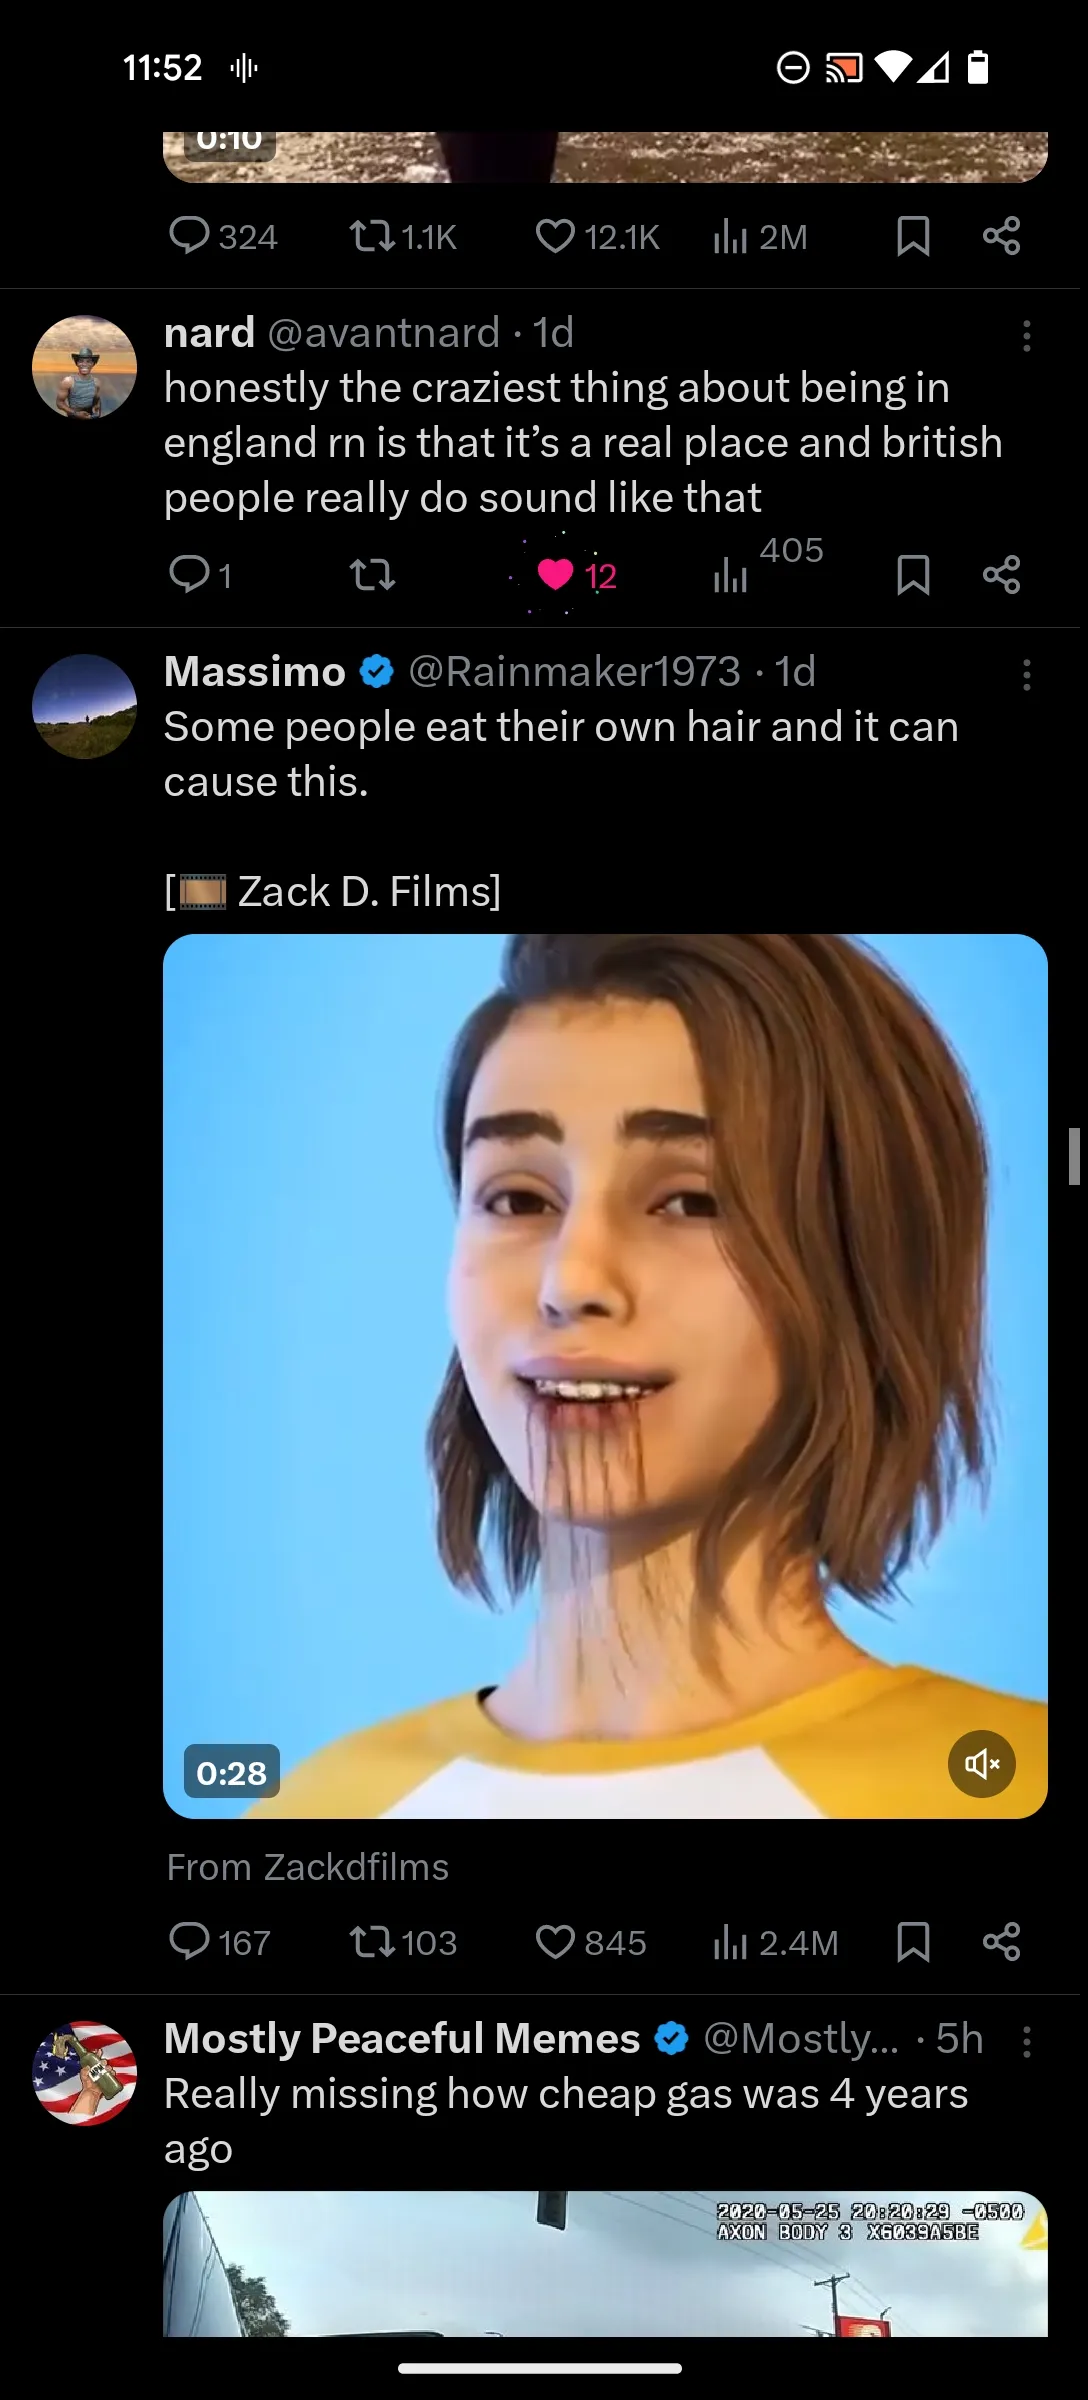 11:52
0:10
324 1.1K 12.1K 2M
nard @avantnard · 1d
honestly the craziest thing about being in
england rn is that it’s a real place and british
people really do sound like that
1 12 405
Massimo @Rainmaker1973 · 1d
Some people eat their own hair and it can
cause this.
[🎞️ Zack D. Films]
0:28
From Zackdfilms
167 103 845 2.4M
Mostly Peaceful Memes @Mostly... · 5h
Really missing how cheap gas was 4 years
ago
2020-05-25 20:20:29 -0500
AXON BODY 3 X6039A5BE